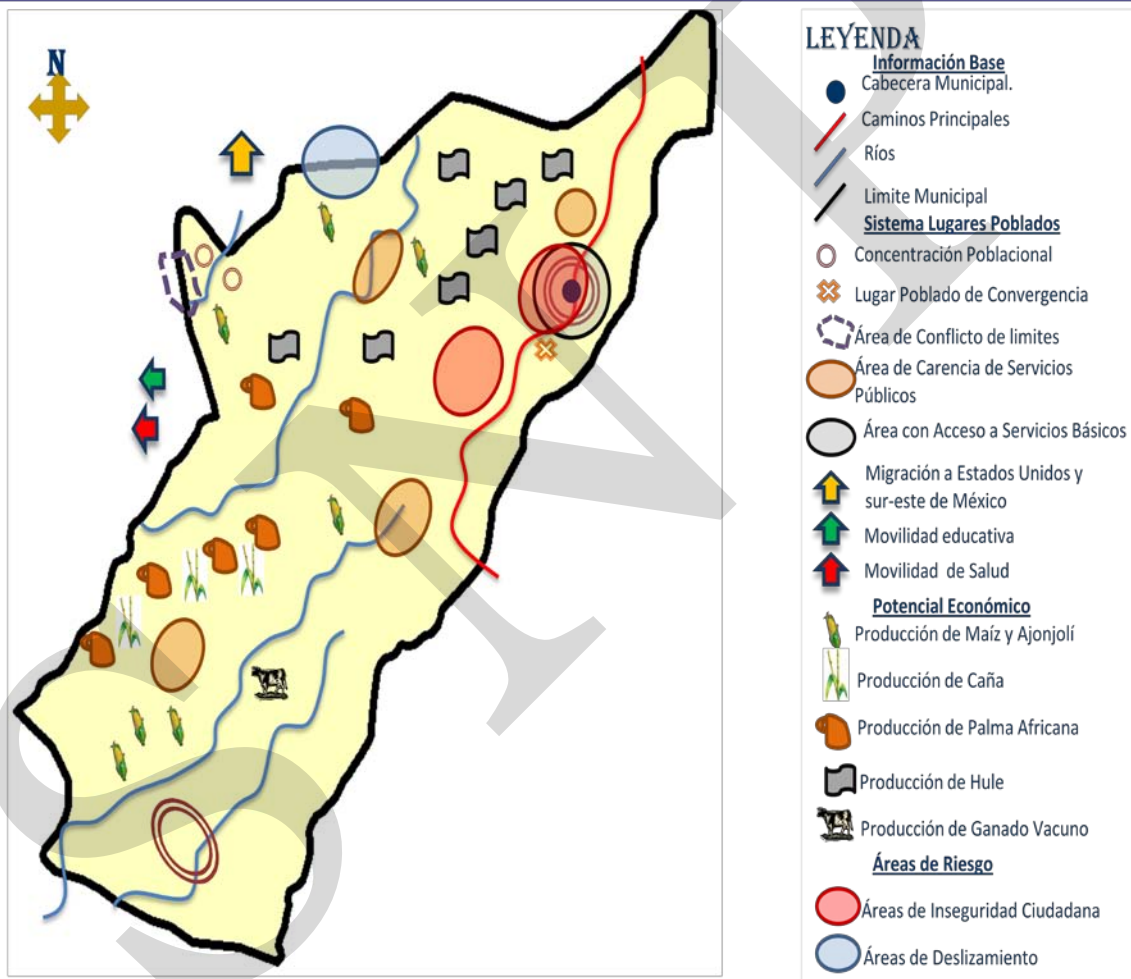 N
LEYENDA
Información Base
Cabecera Municipal.
Caminos Principales
Ríos
Limite Municipal
Sistema Lugares Poblados
Concentración Poblacional
Lugar Poblado de Convergencia
Área de Conflicto de limites
Área de Carencia de Servicios
Públicos
Área con Acceso a Servicios Básicos
Migración a Estados Unidos y
sur-este de México
Movilidad educativa
Movilidad de Salud
Potencial Económico
Producción de Maíz y Ajonjolí
Producción de Caña
Producción de Palma Africana
Producción de Hule
Producción de Ganado Vacuno
Áreas de Riesgo
Áreas de Inseguridad Ciudadana
Áreas de Deslizamiento